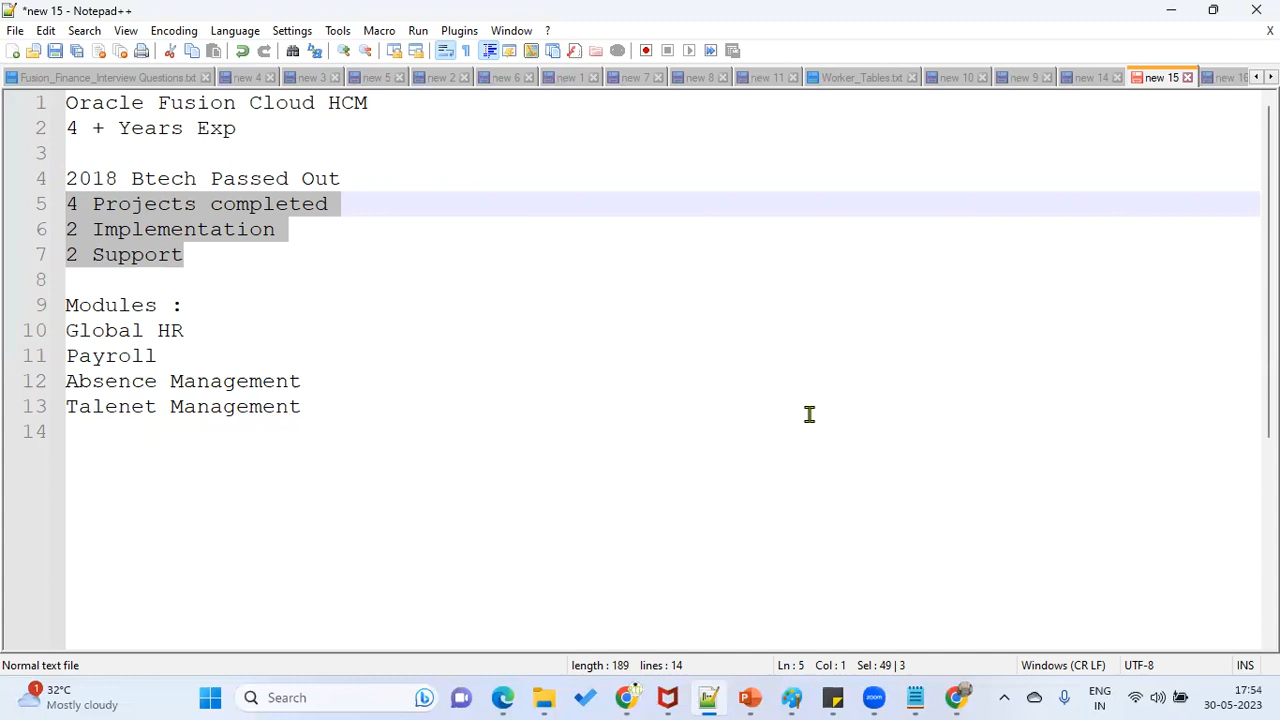 *new 15 - Notepad++
File Edit Search View Encoding Language Settings Tools Macro Run Plugins Window ? X
Fusion_Finance_Interview Questions.txt new 4 new 3 new 5 new 2 new 6 new 1 new 7 new 8 new 11 Worker_Tables.txt new 10 new 9 new 14 new 15 new 16
1 Oracle Fusion Cloud HCM
2 4 + Years Exp
3
4 2018 Btech Passed Out
5 4 Projects completed
6 2 Implementation
7 2 Support
8
9 Modules :
10 Global HR
11 Payroll
12 Absence Management
13 Talenet Management
14
Normal text file length : 189 lines : 14 Ln : 5 Col : 1 Sel : 49 | 3 Windows (CR LF) UTF-8 INS
1 32°C
Mostly cloudy
Search
ENG
IN
17:54
30-05-2023